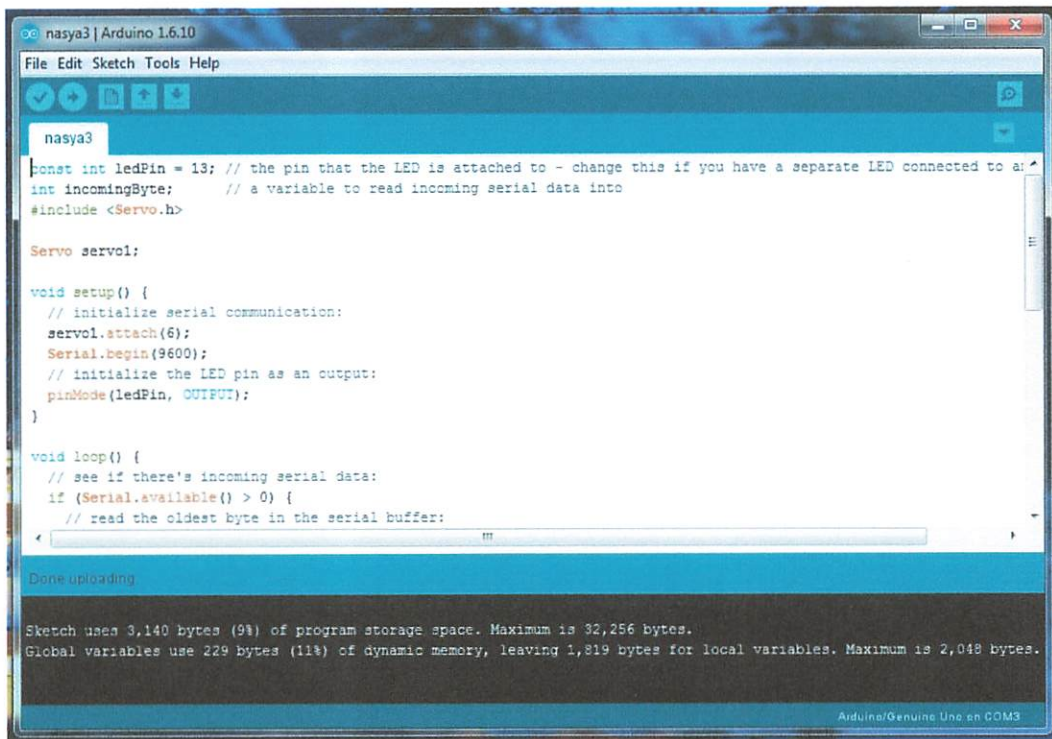 nasya3 | Arduino 1.6.10
File Edit Sketch Tools Help
nasya3
const int ledPin = 13; // the pin that the LED is attached to - change this if you have a separate LED connected to an
int incomingByte;      // a variable to read incoming serial data into
#include <Servo.h>
Servo servo1;
void setup() {
// initialize serial communication:
servo1.attach(6);
Serial.begin(9600);
// initialize the LED pin as an output:
pinMode(ledPin, OUTPUT);
}
void loop() {
// see if there's incoming serial data:
if (Serial.available() > 0) {
// read the oldest byte in the serial buffer:
Done uploading.
Sketch uses 3,140 bytes (9%) of program storage space. Maximum is 32,256 bytes.
Global variables use 229 bytes (11%) of dynamic memory, leaving 1,819 bytes for local variables. Maximum is 2,048 bytes.
Arduino/Genuino Uno on COM3